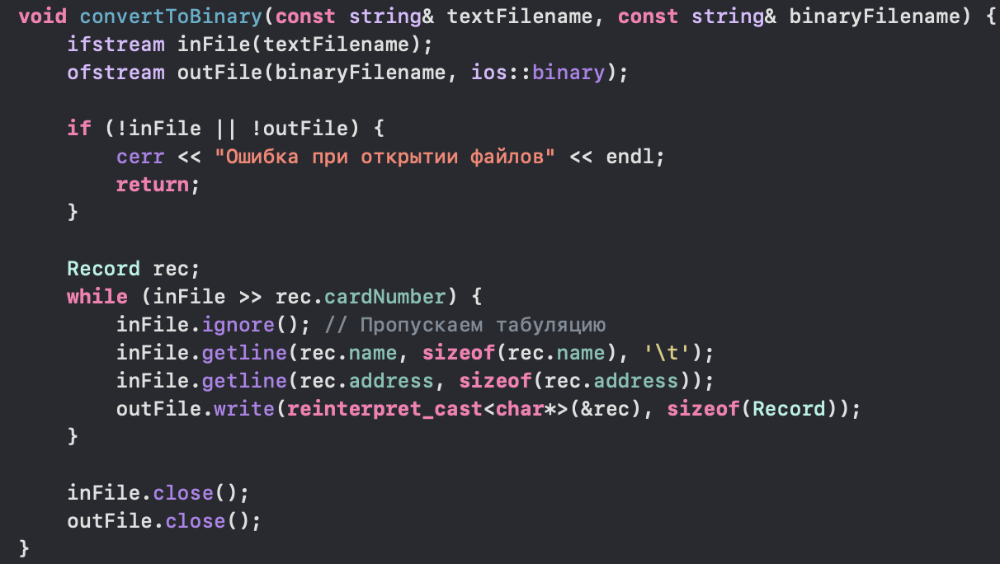 void convertToBinary(const string& textFilename, const string& binaryFilename) {
    ifstream inFile(textFilename);
    ofstream outFile(binaryFilename, ios::binary);

    if (!inFile || !outFile) {
        cerr << "Ошибка при открытии файлов" << endl;
        return;
    }

    Record rec;
    while (inFile >> rec.cardNumber) {
        inFile.ignore(); // Пропускаем табуляцию
        inFile.getline(rec.name, sizeof(rec.name), '\t');
        inFile.getline(rec.address, sizeof(rec.address));
        outFile.write(reinterpret_cast<char*>(&rec), sizeof(Record));
    }

    inFile.close();
    outFile.close();
}